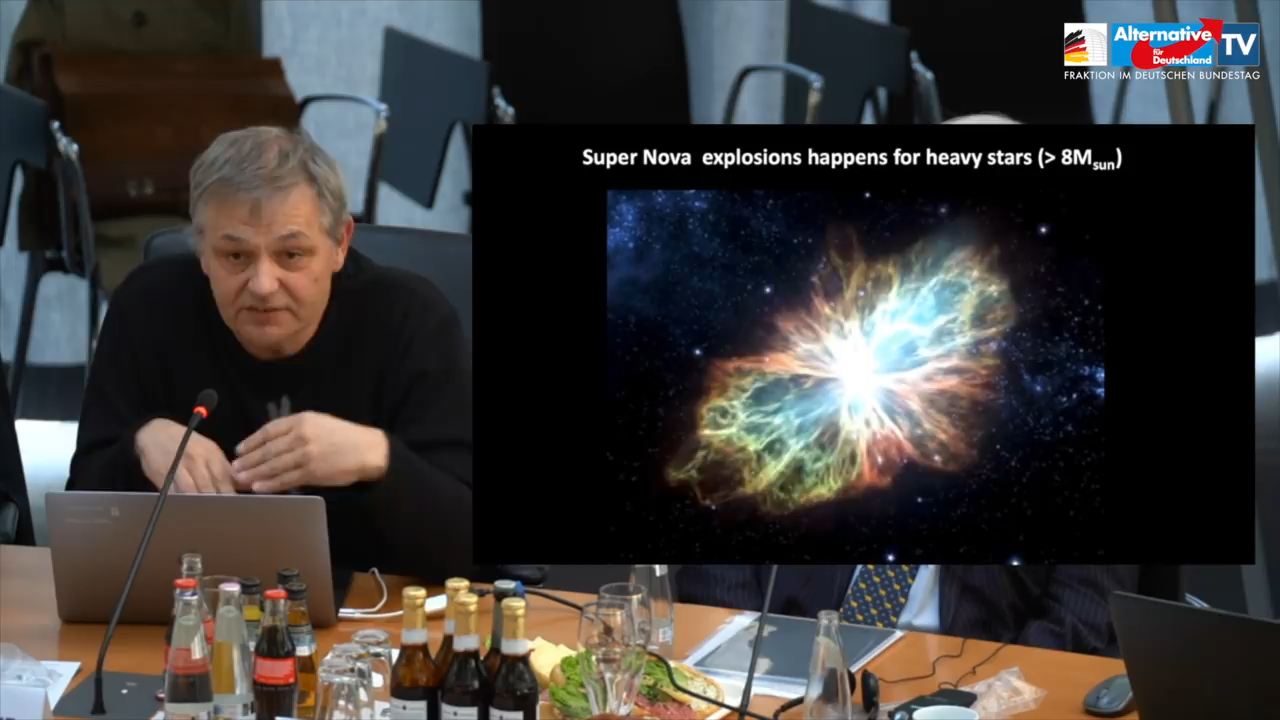 Alternative
für
Deutschland
TV
FRAKTION IM DEUTSCHEN BUNDESTAG
Super Nova explosions happens for heavy stars (> 8Msun)